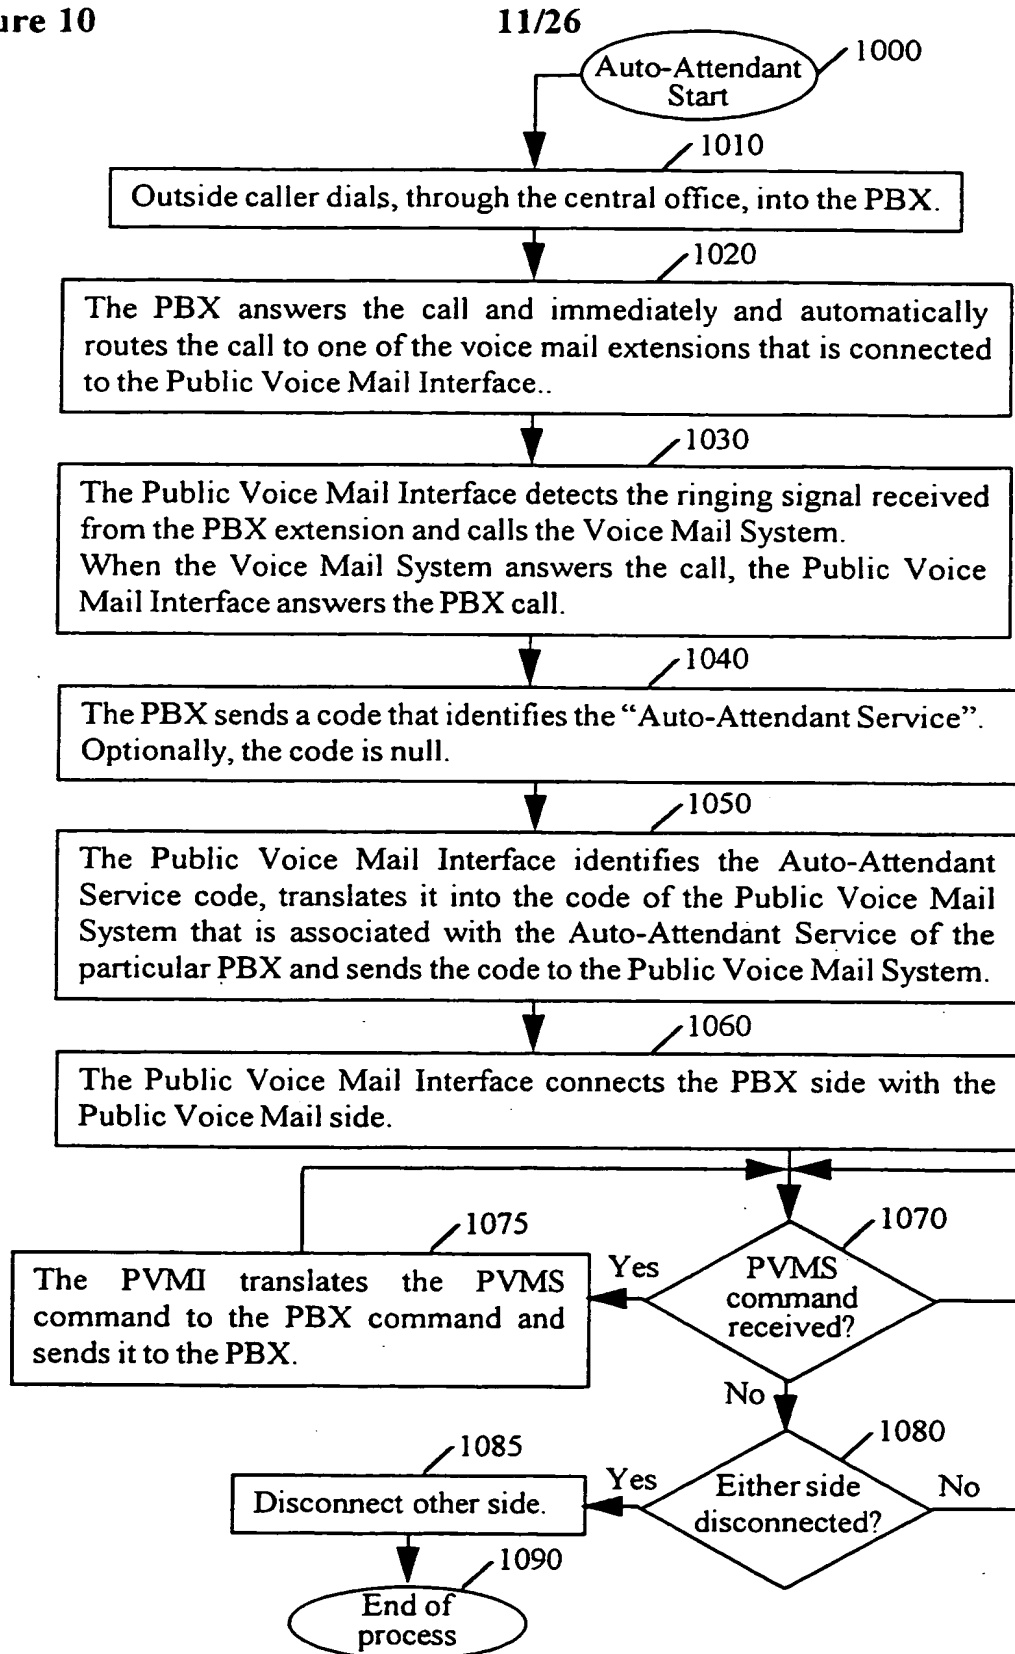 ure 10
11/26
Auto-Attendant
Start
1000
1010
Outside caller dials, through the central office, into the PBX.
1020
The PBX answers the call and immediately and automatically
routes the call to one of the voice mail extensions that is connected
to the Public Voice Mail Interface..
1030
The Public Voice Mail Interface detects the ringing signal received
from the PBX extension and calls the Voice Mail System.
When the Voice Mail System answers the call, the Public Voice
Mail Interface answers the PBX call.
1040
The PBX sends a code that identifies the “Auto-Attendant Service”.
Optionally, the code is null.
1050
The Public Voice Mail Interface identifies the Auto-Attendant
Service code, translates it into the code of the Public Voice Mail
System that is associated with the Auto-Attendant Service of the
particular PBX and sends the code to the Public Voice Mail System.
1060
The Public Voice Mail Interface connects the PBX side with the
Public Voice Mail side.
1070
PVMS
command
received?
Yes
1075
The PVMI translates the PVMS
command to the PBX command and
sends it to the PBX.
No
1080
Either side
disconnected?
No
Yes
1085
Disconnect other side.
1090
End of
process